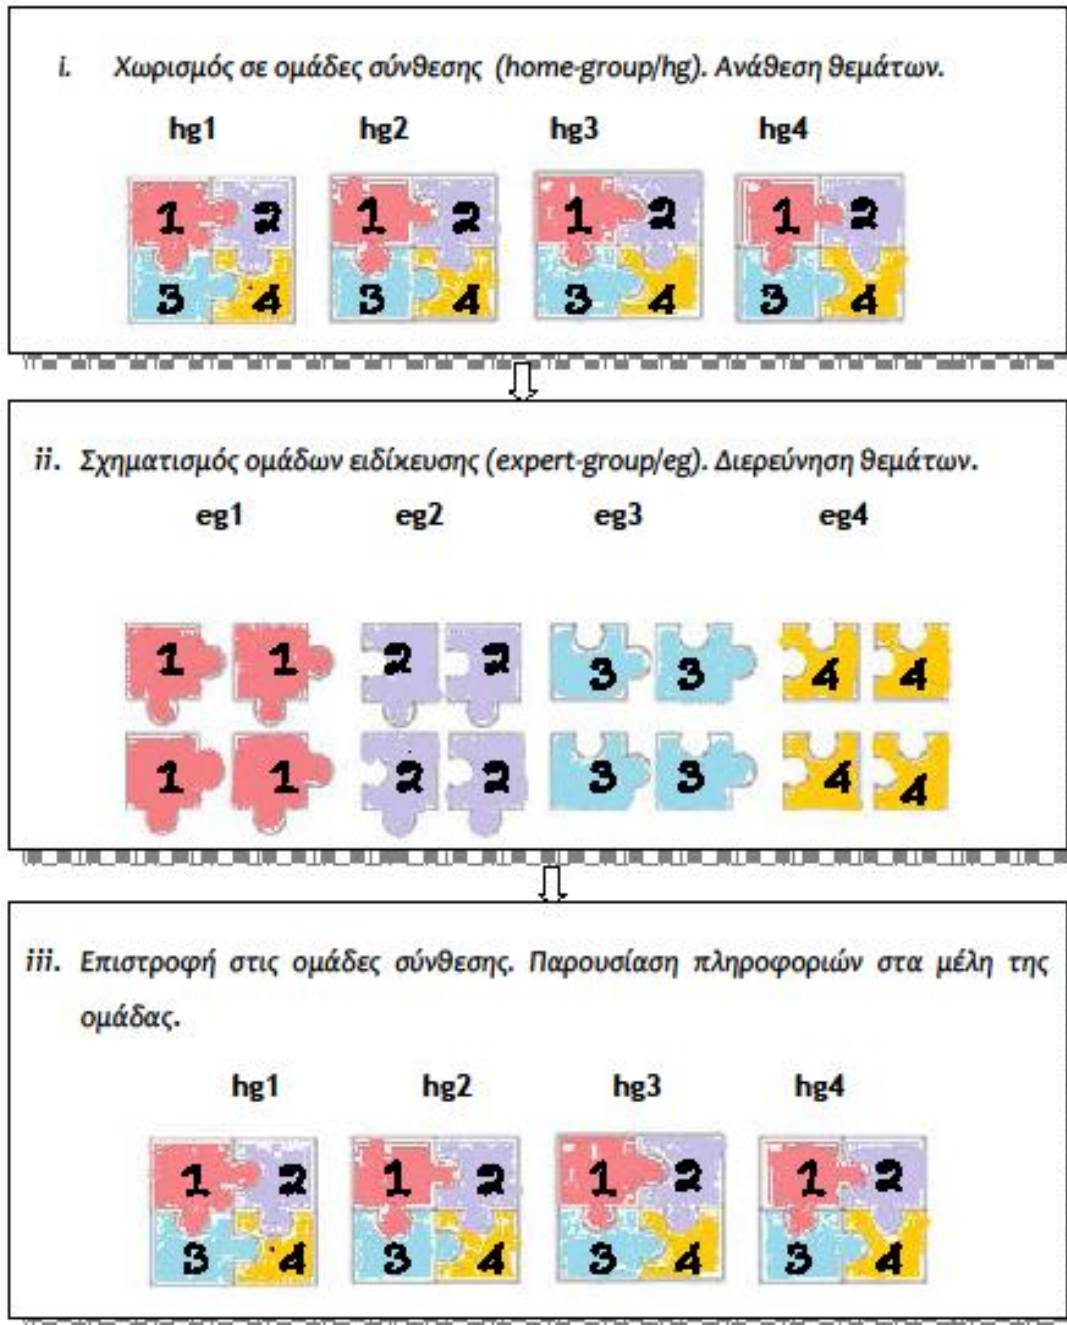 i. Χωρισμός σε ομάδες σύνθεσης (home-group/hg). Ανάθεση θεμάτων.
hg1 hg2 hg3 hg4
1 2 1 2 1 2 1 2
3 4 3 4 3 4 3 4
ii. Σχηματισμός ομάδων ειδίκευσης (expert-group/eg). Διερεύνηση θεμάτων.
eg1 eg2 eg3 eg4
1 1 2 2 3 3 4 4
1 1 2 2 3 3 4 4
iii. Επιστροφή στις ομάδες σύνθεσης. Παρουσίαση πληροφοριών στα μέλη της
ομάδας.
hg1 hg2 hg3 hg4
1 2 1 2 1 2 1 2
3 4 3 4 3 4 3 4